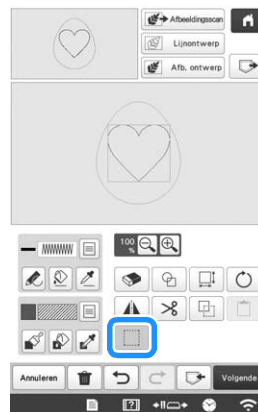 Afbeeldingsscan
Lijnontwerp
Afb. ontwerp
100 %
Annuleren
Volgende